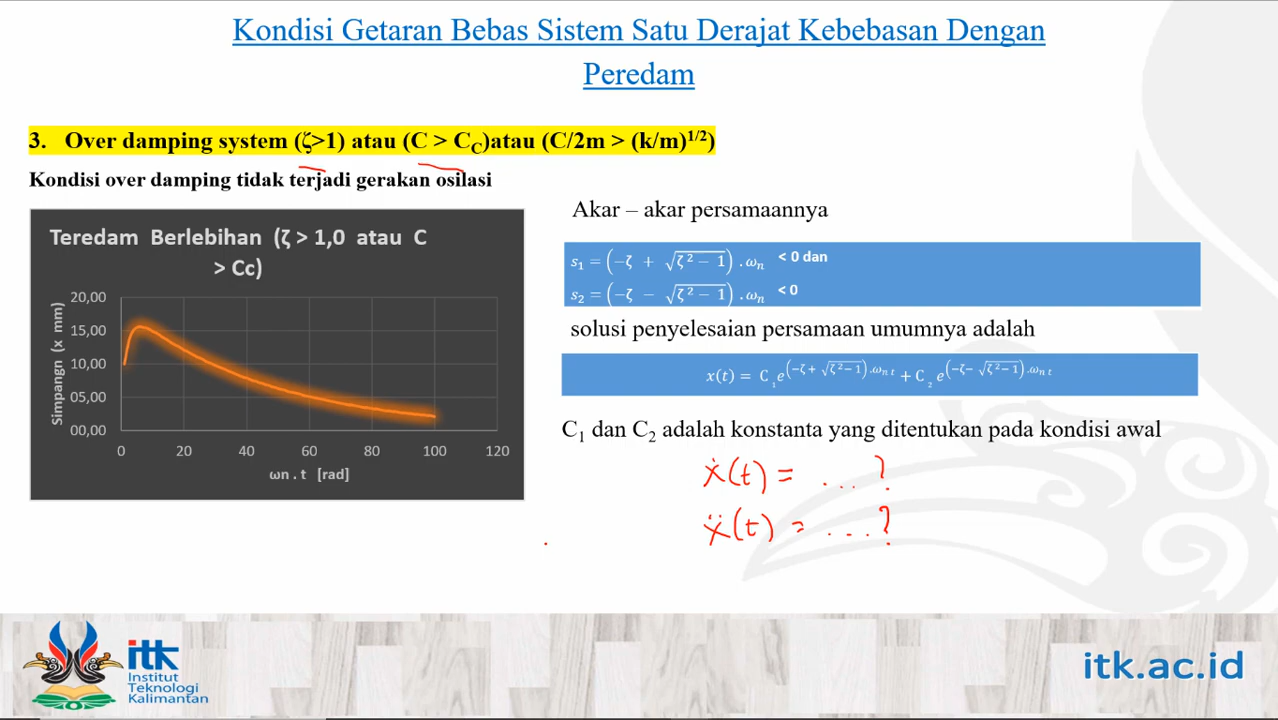 Kondisi Getaran Bebas Sistem Satu Derajat Kebebasan Dengan
Peredam
3. Over damping system (ζ>1) atau (C > C_C)atau (C/2m > (k/m)^1/2)
Kondisi over damping tidak terjadi gerakan osilasi
Teredam Berlebihan (ζ > 1,0 atau C
> Cc)
Simpangn (x mm)
20,00
15,00
10,00
05,00
00,00
0 20 40 60 80 100 120
ωn . t [rad]
Akar – akar persamaannya
s₁ = (−ζ + √(ζ² − 1)) . ωₙ < 0 dan
s₂ = (−ζ − √(ζ² − 1)) . ωₙ < 0
solusi penyelesaian persamaan umumnya adalah
x(t) = C₁ e^(−ζ+ √(ζ²−1)).ωₙ t + C₂ e^(−ζ− √(ζ²−1)).ωₙ t
C₁ dan C₂ adalah konstanta yang ditentukan pada kondisi awal
ẋ(t) = ... ?
ẍ(t) = ... ?
itk
Institut
Teknologi
Kalimantan
itk.ac.id